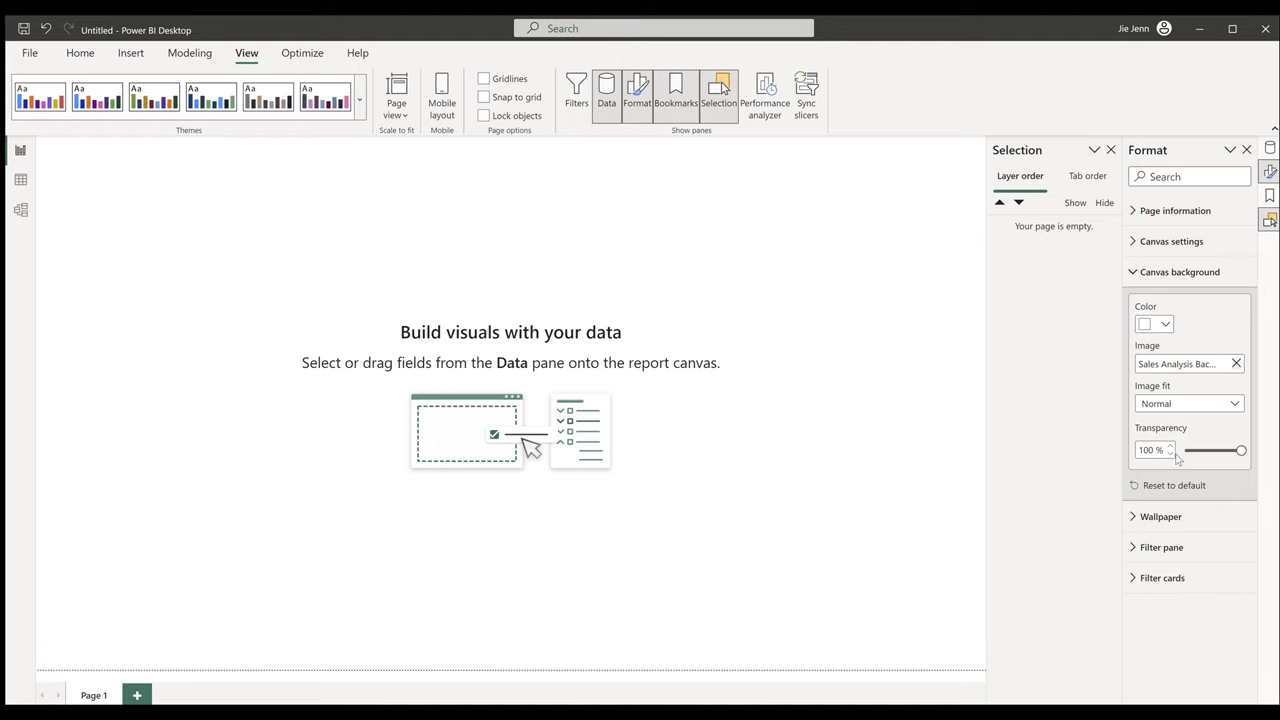 Untitled - Power BI Desktop
Search
Jie Jenn
File Home Insert Modeling View Optimize Help
Aa Aa Aa Aa Aa Aa
Themes
Page view
Scale to fit
Mobile layout
Mobile
Gridlines
Snap to grid
Lock objects
Page options
Filters
Data
Format
Bookmarks
Selection
Performance analyzer
Sync slicers
Show panes
Build visuals with your data
Select or drag fields from the Data pane onto the report canvas.
Selection
Layer order Tab order
Show Hide
Your page is empty.
Format
Search
Page information
Canvas settings
Canvas background
Color
Image
Sales Analysis Bac...
Image fit
Normal
Transparency
100 %
Reset to default
Wallpaper
Filter pane
Filter cards
Page 1